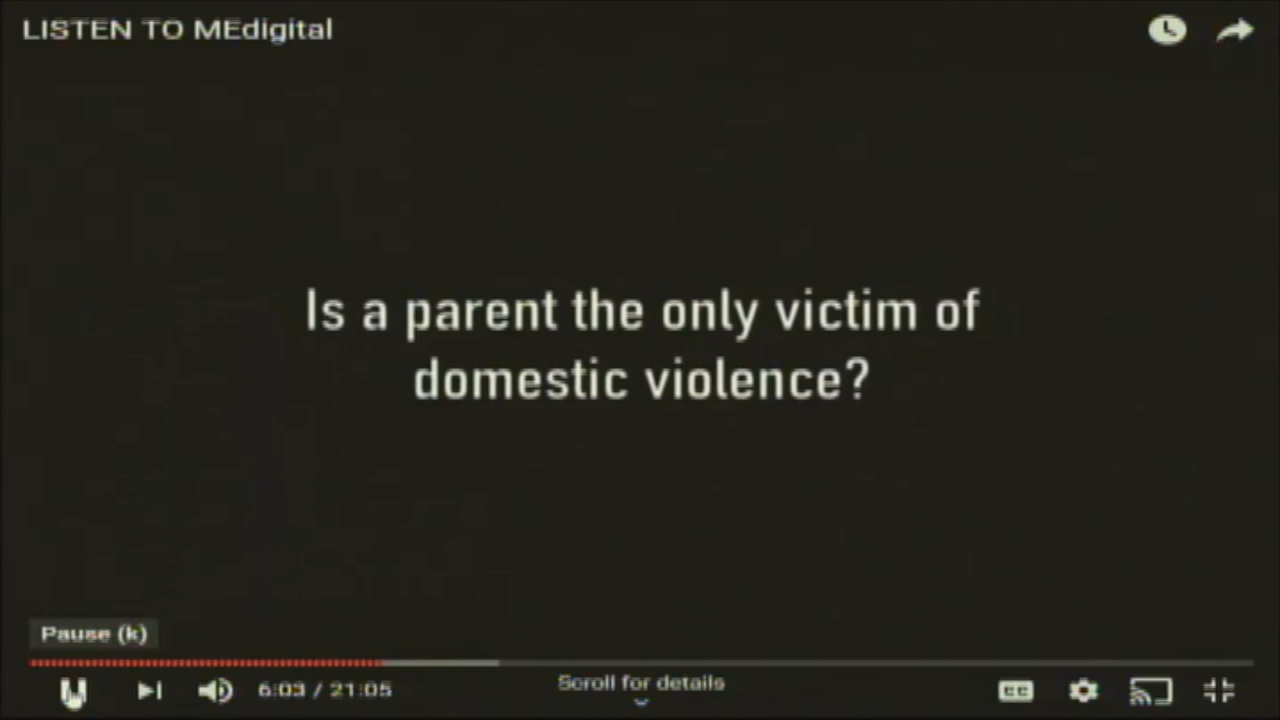 LISTEN TO MEdigital
Is a parent the only victim of
domestic violence?
Pause (k)
6:03 / 21:05
Scroll for details
CC